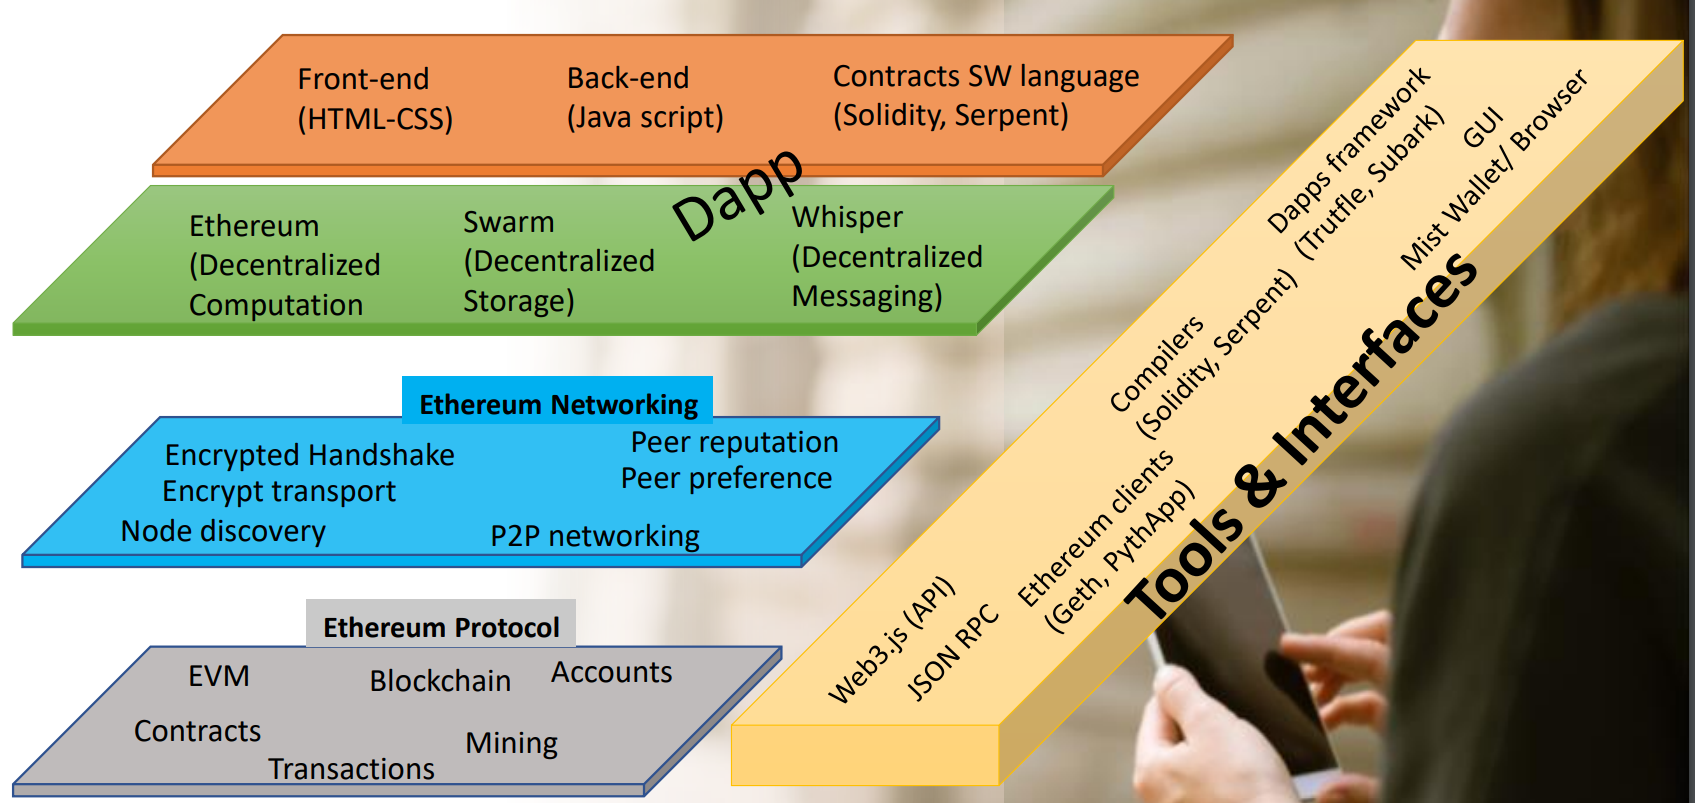 Front-end
(HTML-CSS)
Back-end
(Java script)
Contracts SW language
(Solidity, Serpent)
Dapp
Ethereum
(Decentralized
Computation
Swarm
(Decentralized
Storage)
Whisper
(Decentralized
Messaging)
Ethereum Networking
Encrypted Handshake
Encrypt transport
Node discovery
Peer reputation
Peer preference
P2P networking
Ethereum Protocol
EVM
Blockchain
Accounts
Contracts
Mining
Transactions
Dapps framework
(Trutfle, Subark)
GUI
Mist Wallet/ Browser
Compilers
(Solidity, Serpent)
Ethereum clients
(Geth, PythApp)
Web3.js (API)
JSON RPC
Tools & Interfaces